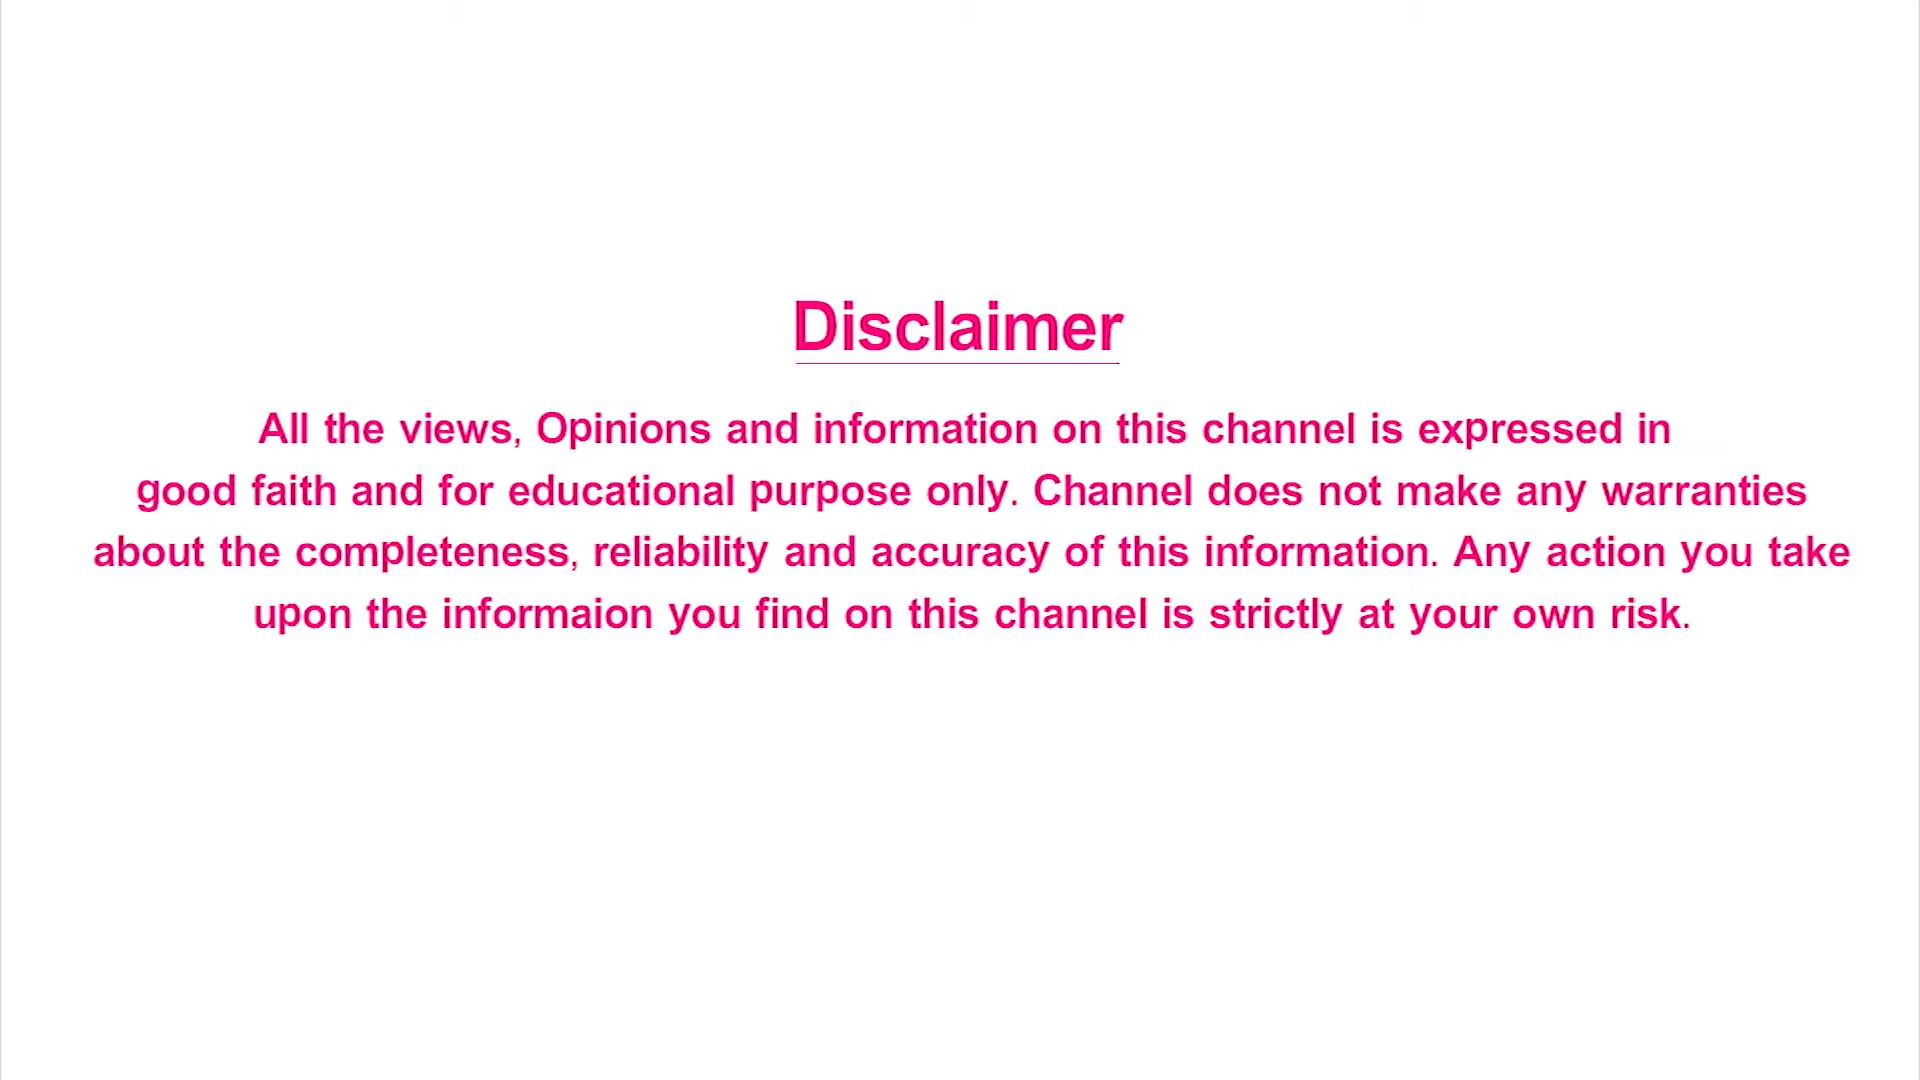 Disclaimer
All the views, Opinions and information on this channel is expressed in
good faith and for educational purpose only. Channel does not make any warranties
about the completeness, reliability and accuracy of this information. Any action you take
upon the informaion you find on this channel is strictly at your own risk.